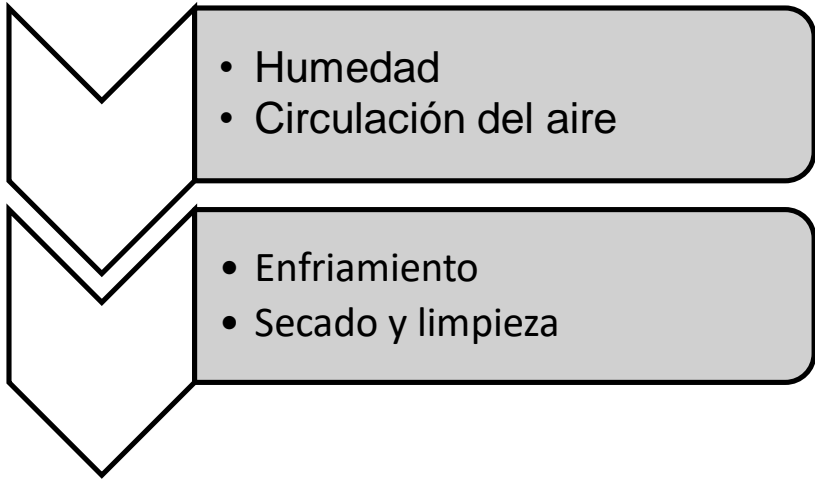 • Humedad
• Circulación del aire
• Enfriamiento
• Secado y limpieza